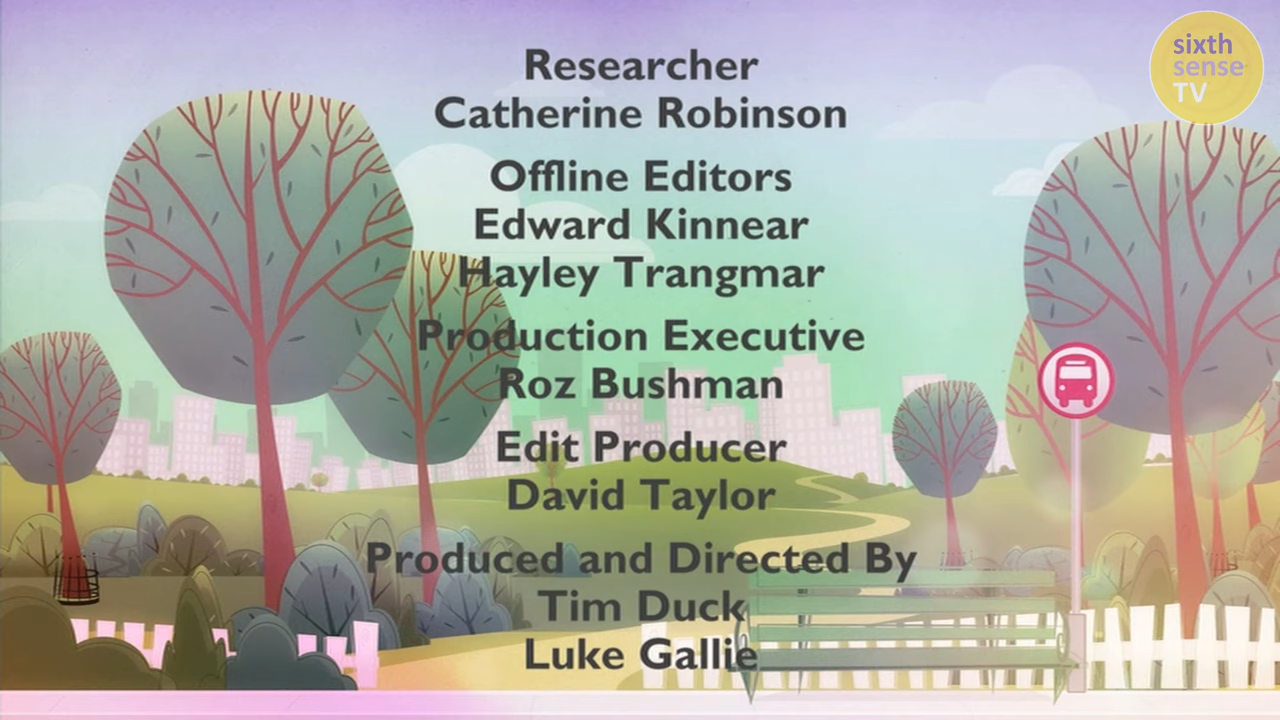 sixth
sense
TV
Researcher
Catherine Robinson
Offline Editors
Edward Kinnear
Hayley Trangmar
Production Executive
Roz Bushman
Edit Producer
David Taylor
Produced and Directed By
Tim Duck
Luke Gallie